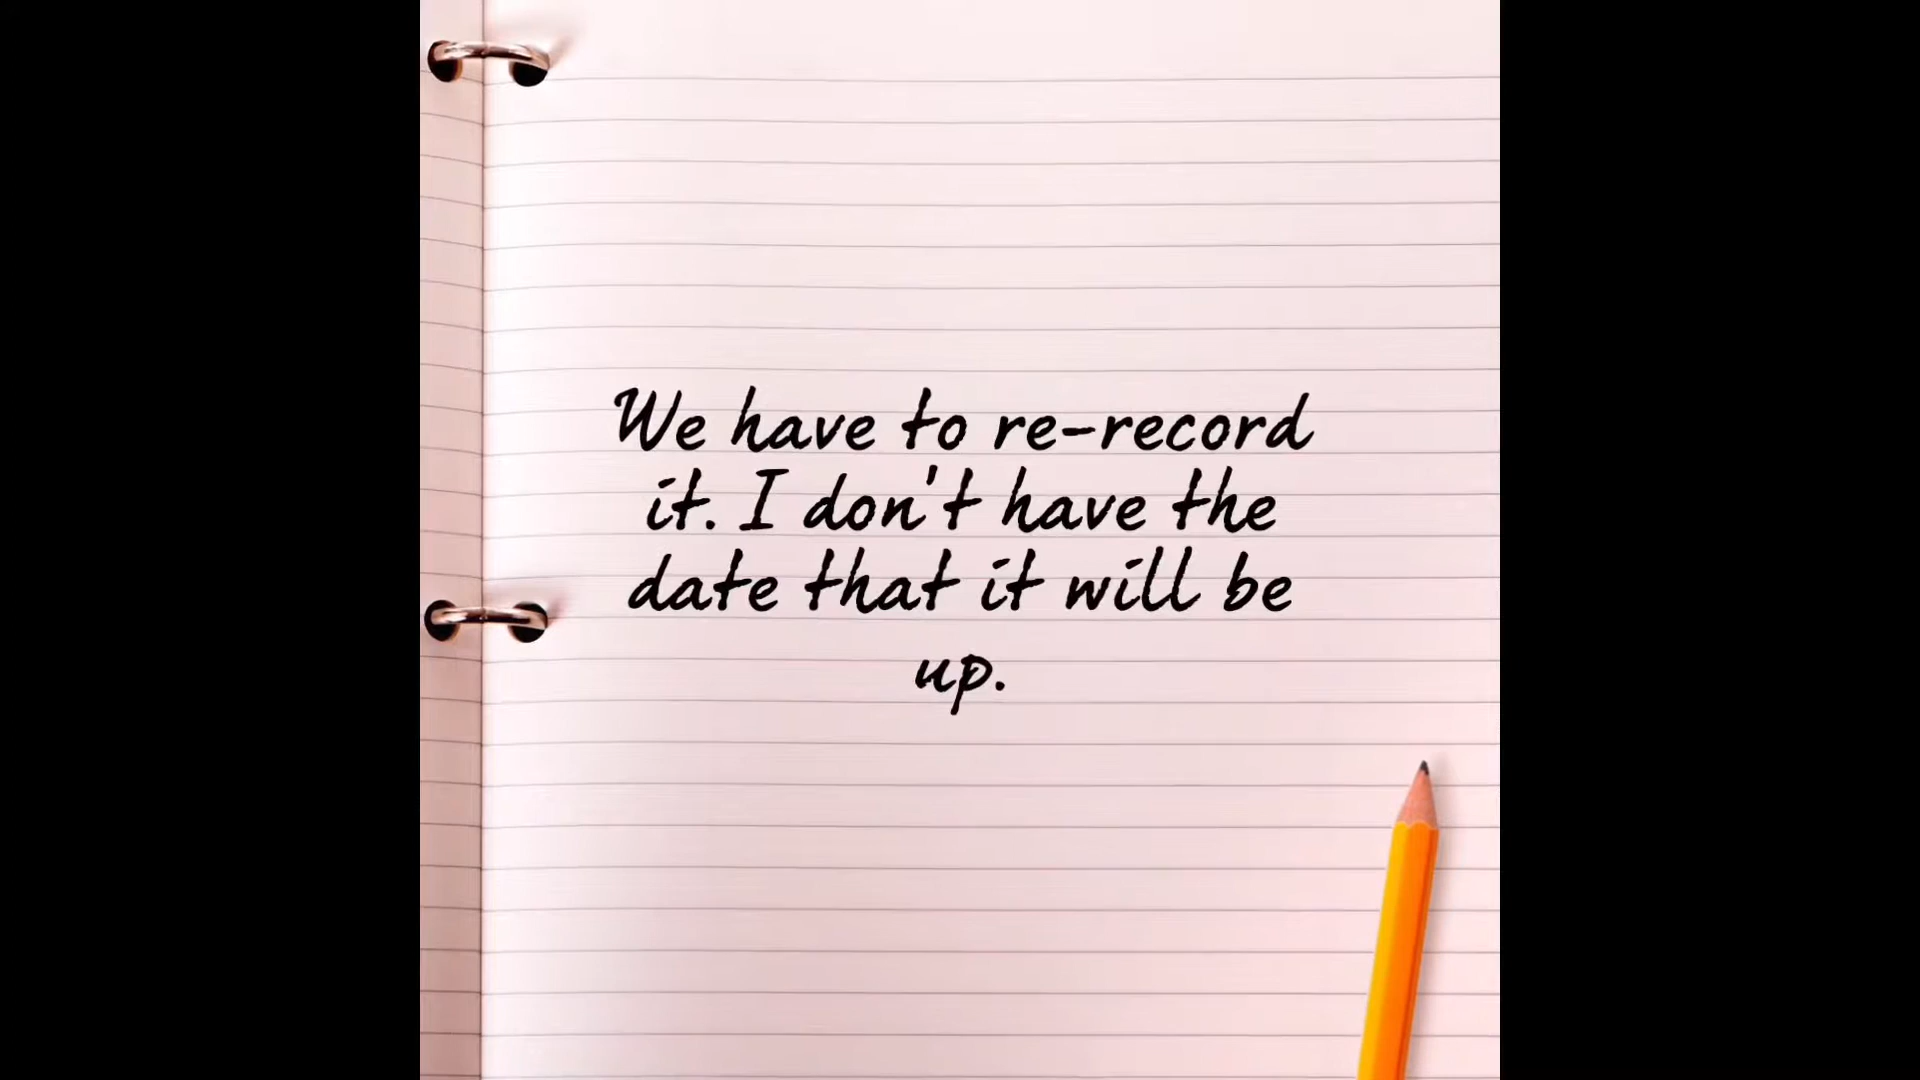 We have to re-record
it. I don't have the
date that it will be
up.